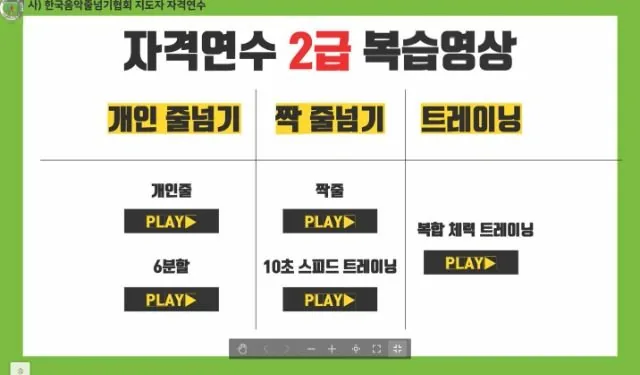 사) 한국음악줄넘기협회 지도자 자격연수
자격연수 2급 복습영상
개인 줄넘기 짝 줄넘기 트레이닝
개인줄 짝줄
PLAY▶ PLAY▶
복합 체력 트레이닝
PLAY▶
6분할 10초 스피드 트레이닝
PLAY▶ PLAY▶